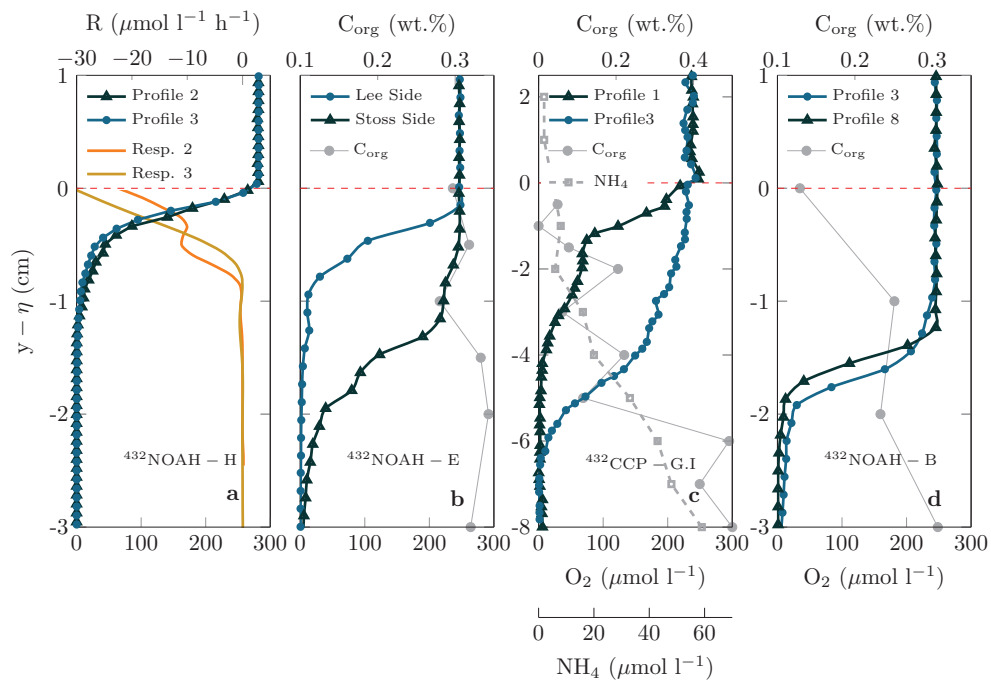 R (μmol l⁻¹ h⁻¹)
C_org (wt.%)
C_org (wt.%)
C_org (wt.%)
−30 −20 −10 0
0.1 0.2 0.3
0 0.2 0.4
0.1 0.2 0.3
y − η (cm)
1
0
-1
-2
-3
Profile 2
Profile 3
Resp. 2
Resp. 3
⁴³²NOAH − H
a
0 100 200 300
Lee Side
Stoss Side
C_org
⁴³²NOAH − E
b
0 100 200 300
2
0
-2
-4
-6
-8
Profile 1
Profile3
C_org
NH₄
⁴³²CCP − G.I
c
0 100 200 300
O₂ (μmol l⁻¹)
0 20 40 60
NH₄ (μmol l⁻¹)
1
0
-1
-2
-3
Profile 3
Profile 8
C_org
⁴³²NOAH − B
d
0 100 200 300
O₂ (μmol l⁻¹)